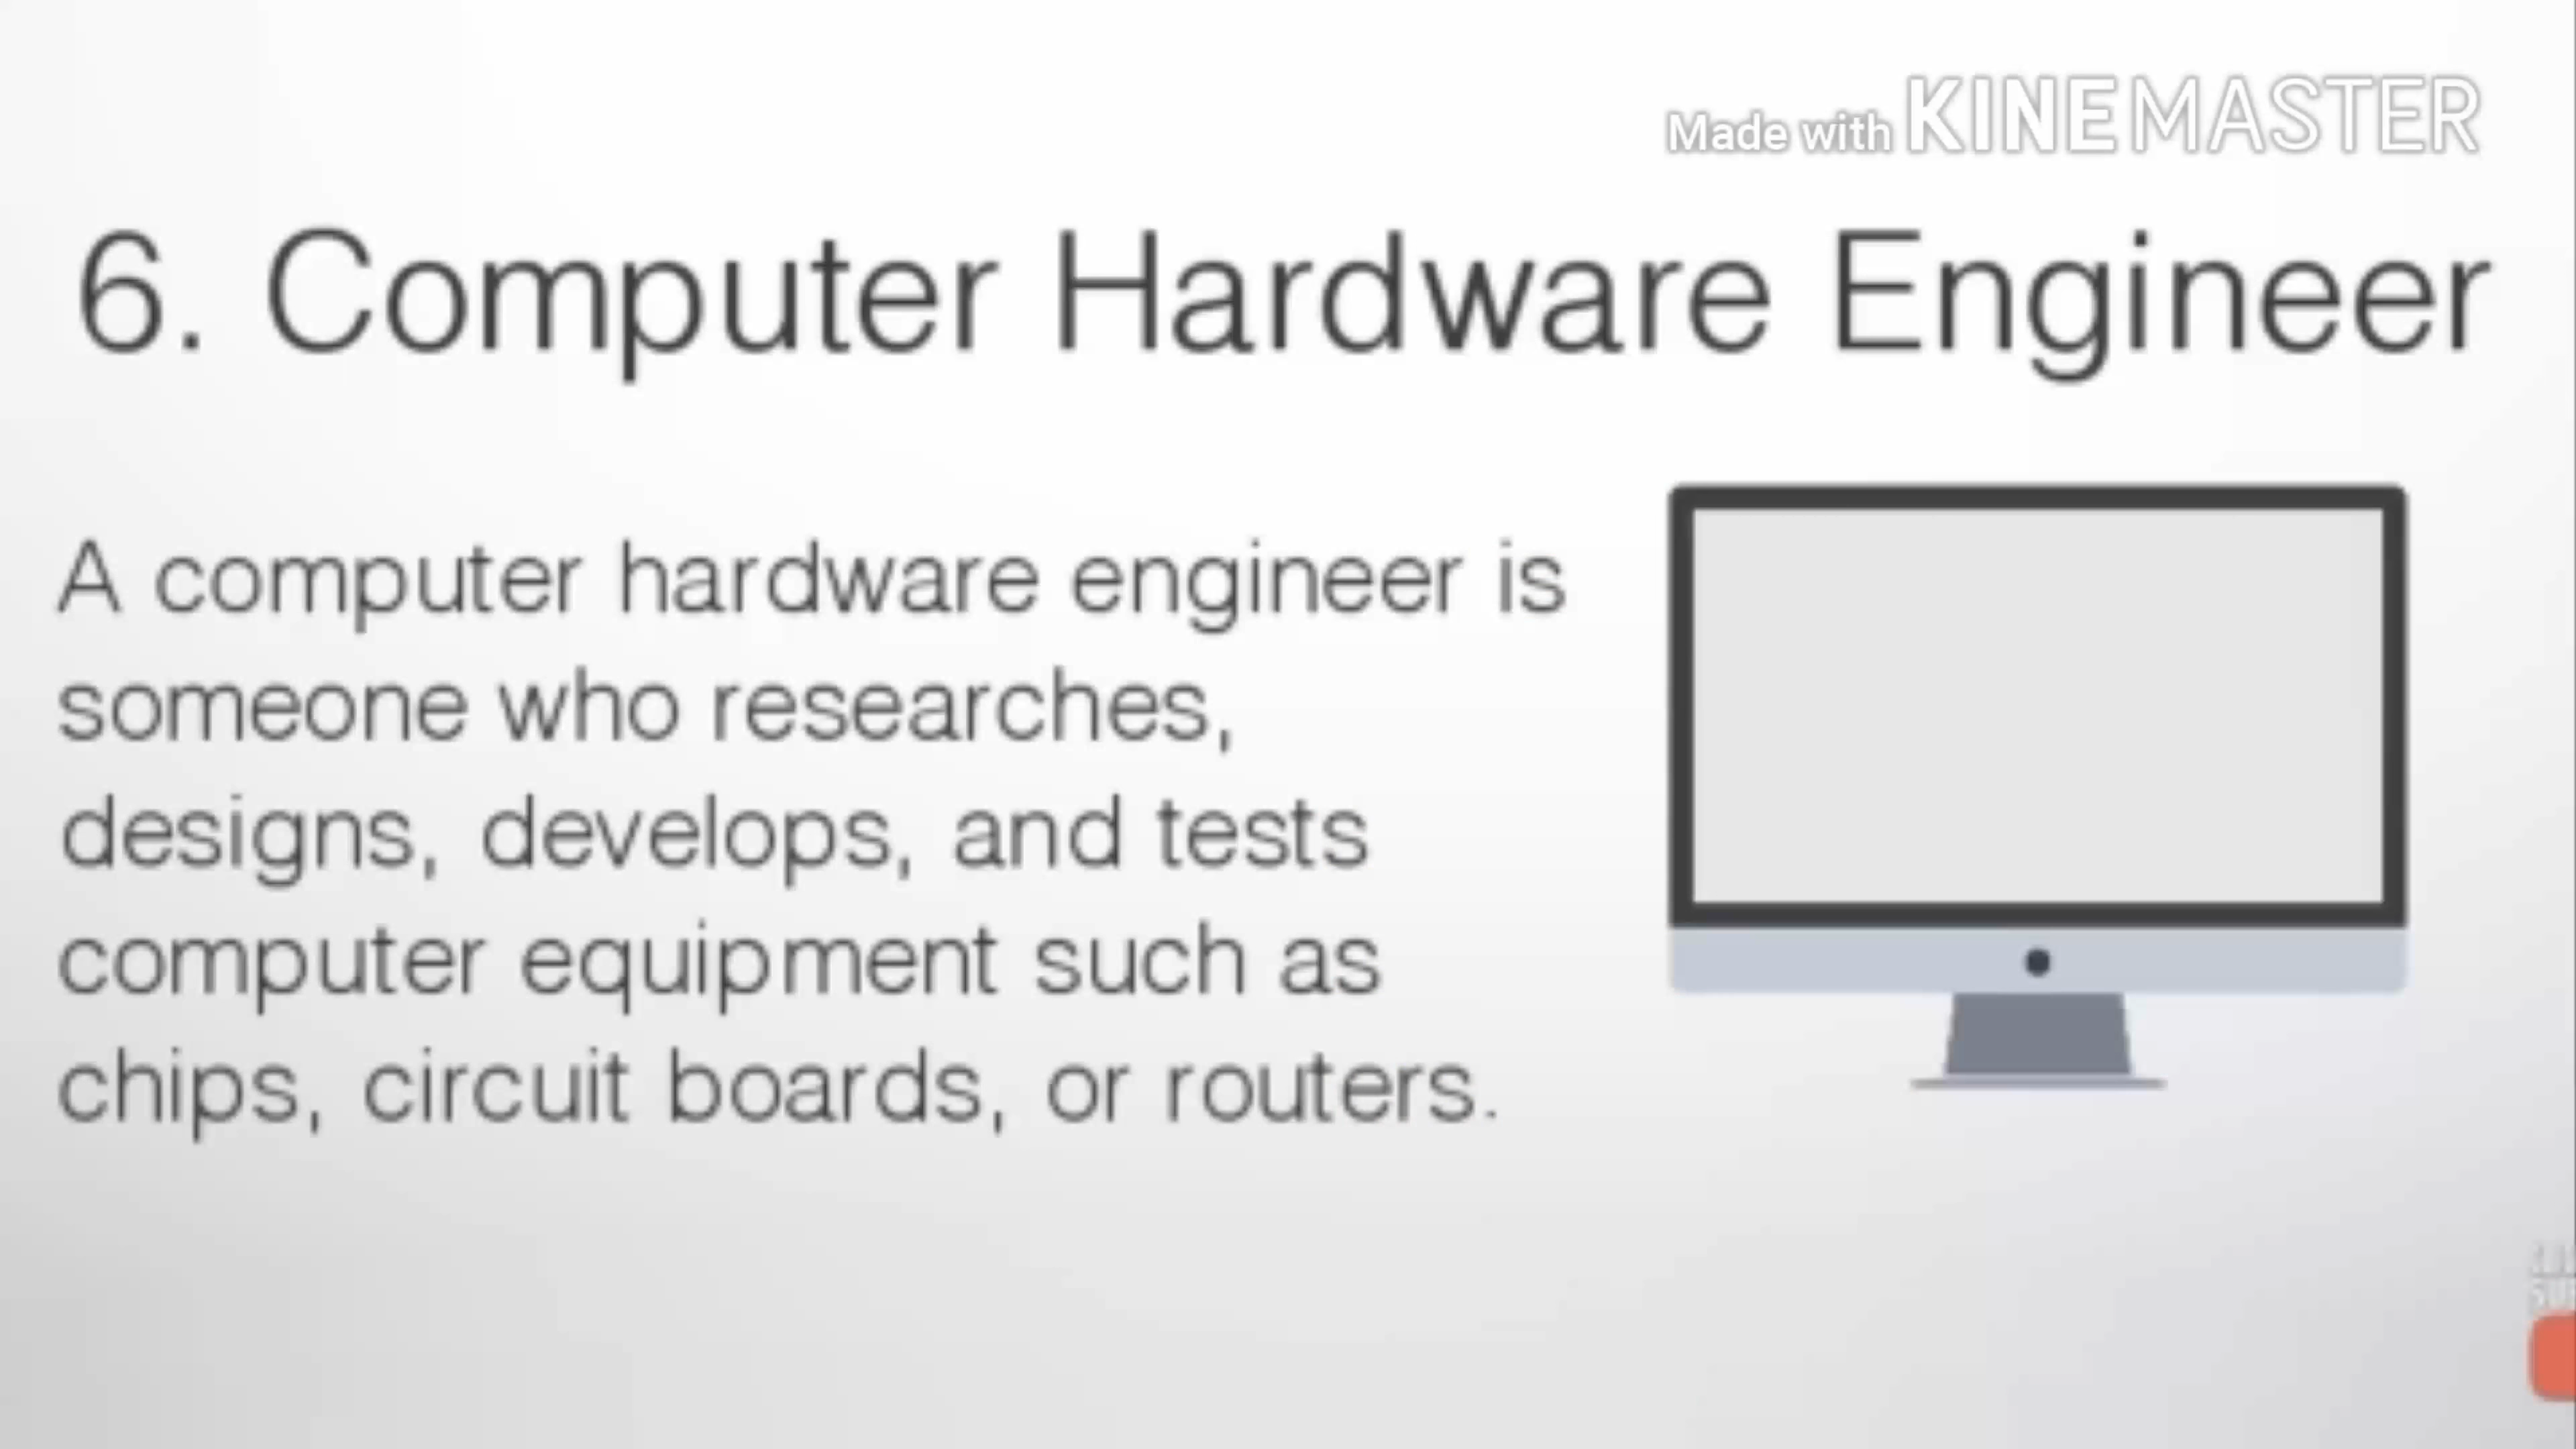 Made with KINEMASTER
6. Computer Hardware Engineer
A computer hardware engineer is
someone who researches,
designs, develops, and tests
computer equipment such as
chips, circuit boards, or routers.